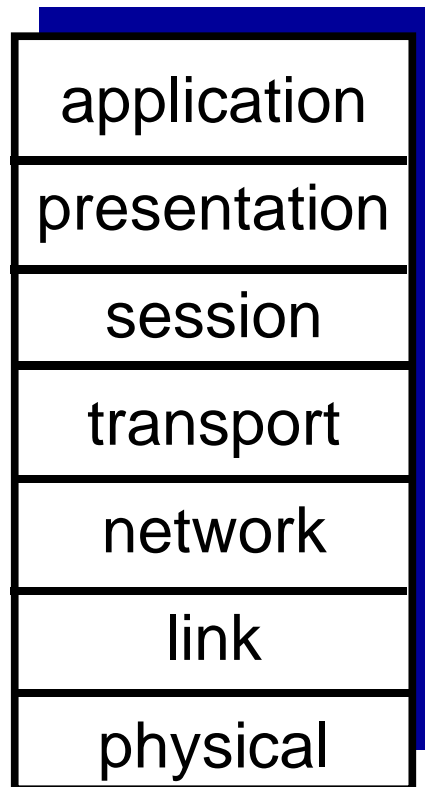 application
presentation
session
transport
network
link
physical